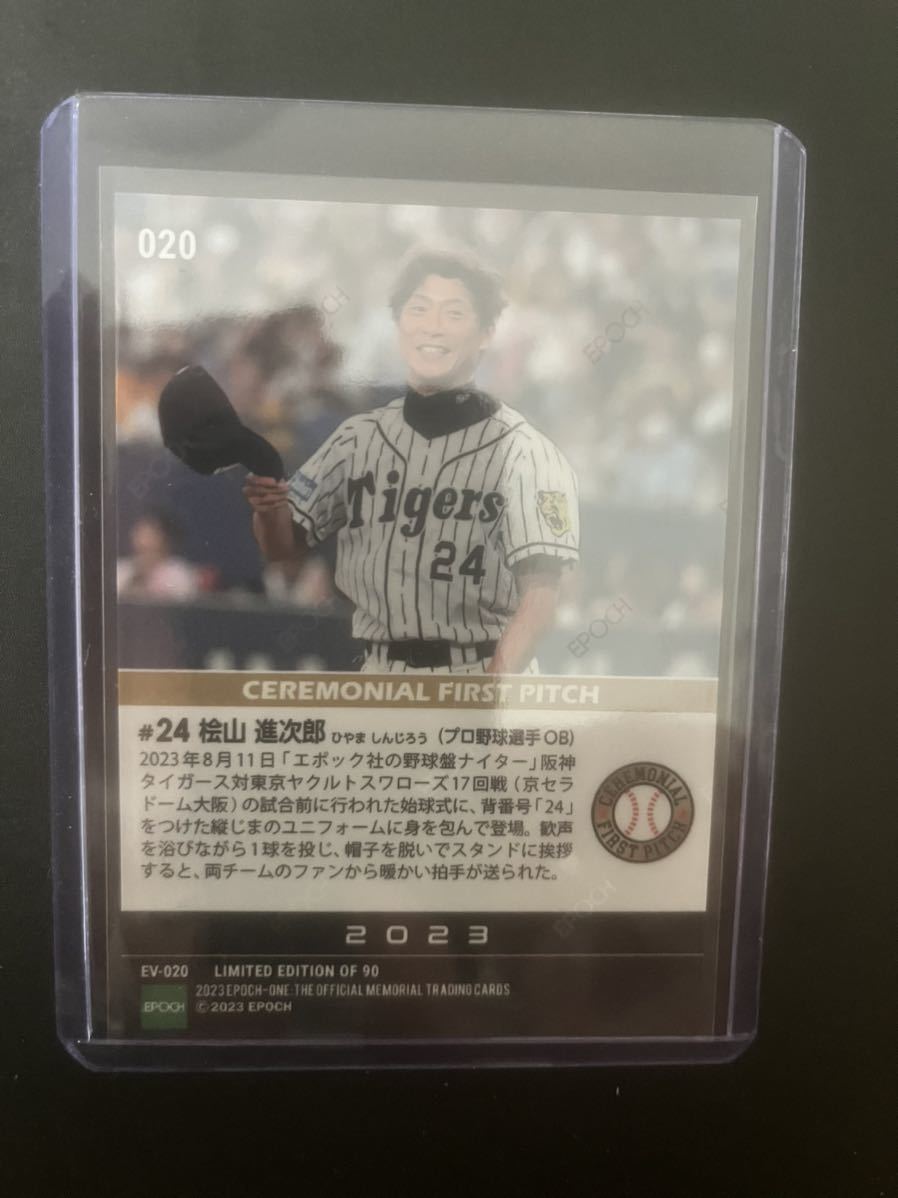 020
EPOCH
EPOCH
EPOCH
Tigers
24
EPOCH
EPOCH
CEREMONIAL FIRST PITCH
#24 桧山 進次郎 ひやま しんじろう (プロ野球選手OB)
2023年8月11日「エポック社の野球盤ナイター」阪神
タイガース対東京ヤクルトスワローズ17回戦(京セラ
ドーム大阪)の試合前に行われた始球式に、背番号「24」
をつけた縦じまのユニフォームに身を包んで登場。歓声
を浴びながら1球を投じ、帽子を脱いでスタンドに挨拶
すると、両チームのファンから暖かい拍手が送られた。
CEREMONIAL
FIRST PITCH
EPOCH
2023
EV-020 LIMITED EDITION OF 90
2023 EPOCH-ONE: THE OFFICIAL MEMORIAL TRADING CARDS
EPOCH ©2023 EPOCH